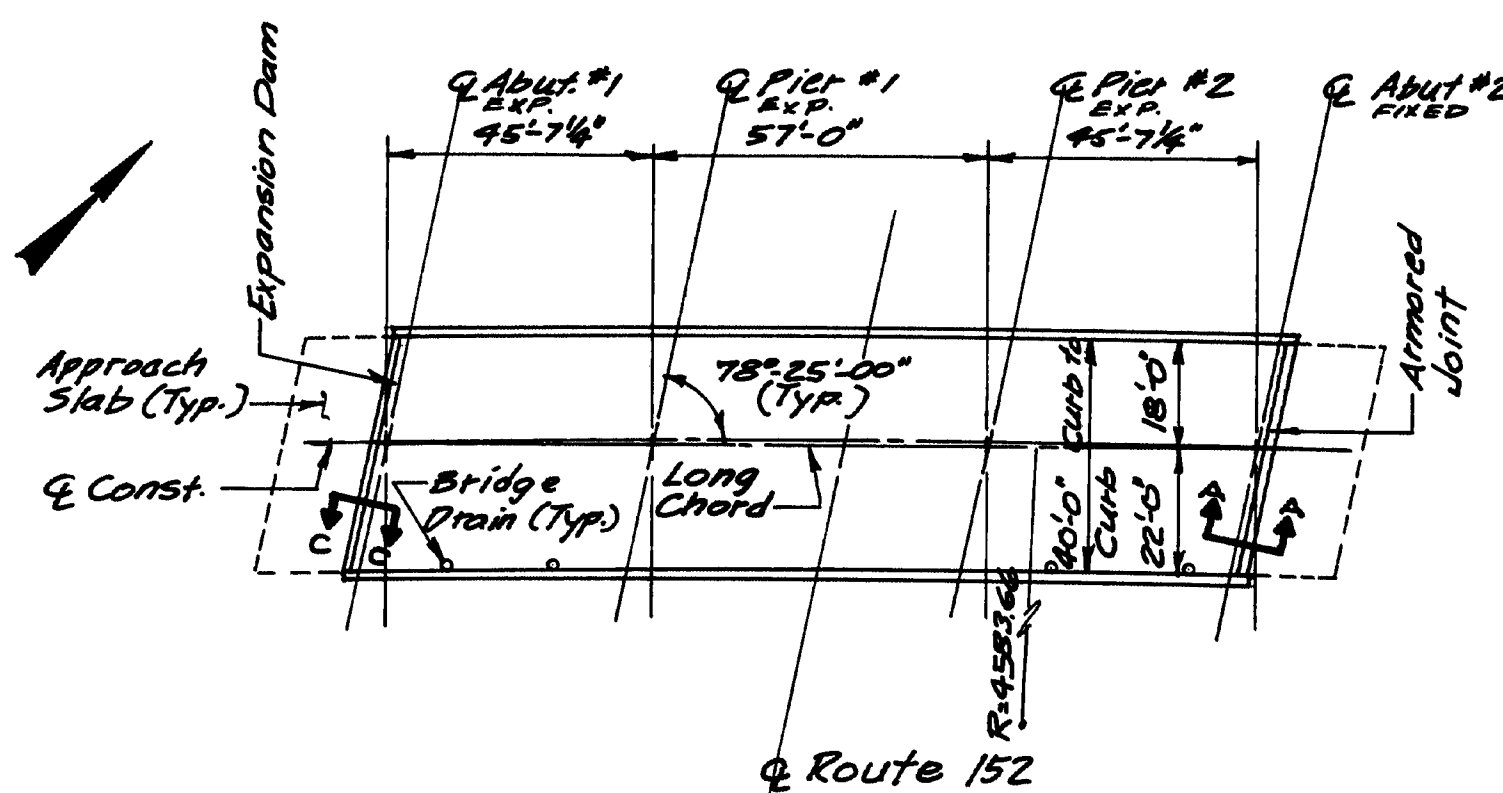 ℄ Abut. #1
EXP.
45'-7¼"
℄ Pier #1
EXP.
57'-0"
℄ Pier #2
EXP.
45'-7¼"
℄ Abut #2
FIXED
Expansion Dam
Armored
Joint
Approach
Slab (Typ.)
78°-25'-00"
(Typ.)
40'-0" Curb to
Curb
18'-0"
22'-0"
℄ Const.
Bridge
Drain (Typ.)
Long
Chord
C
C
A
A
R=4583.66
℄ Route 152